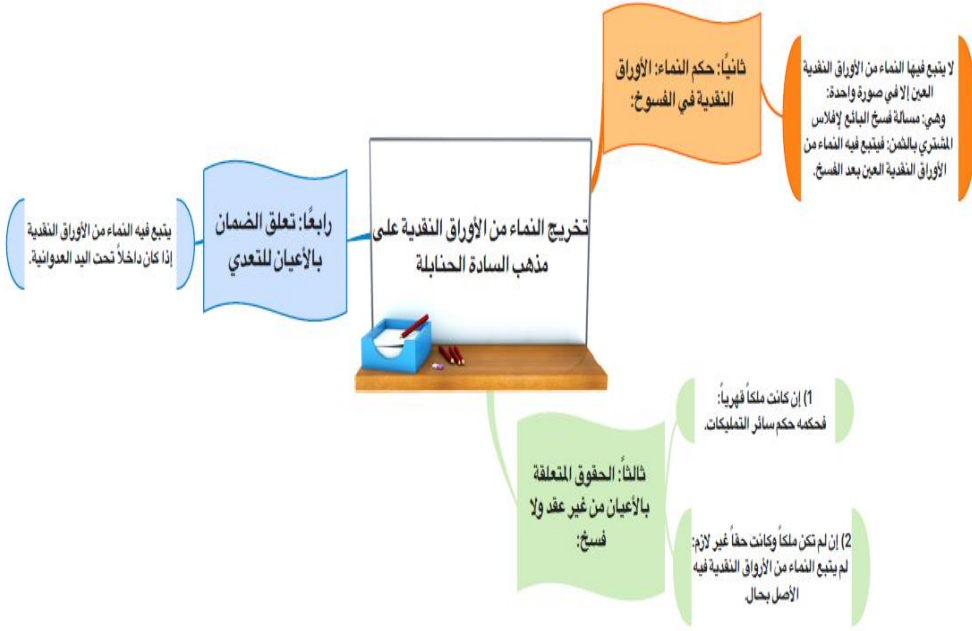 تخريج النماء من الأوراق النقدية على
مذهب السادة الحنابلة
ثانيًا: حكم النماء: الأوراق
النقدية في الفسوخ:
لا يتبع فيها النماء من الأوراق النقدية
العين إلا في صورة واحدة:
وهي: مسألة فسخ البائع لإفلاس
المشتري بالثمن: فيتبع فيه النماء من
الأوراق النقدية العين بعد الفسخ.
ثالثاً: الحقوق المتعلقة
بالأعيان من غير عقد ولا
فسخ:
1) إن كانت ملكاً قهرياً:
فحكمه حكم سائر التمليكات.
2) إن لم تكن ملكاً وكانت حقاً غير لازم:
لم يتبع النماء من الأرواق النقدية فيه
الأصل بحال.
رابعًا: تعلق الضمان
بالأعيان للتعدي
يتبع فيه النماء من الأوراق النقدية
إذا كان داخلاً تحت اليد العدوانية.